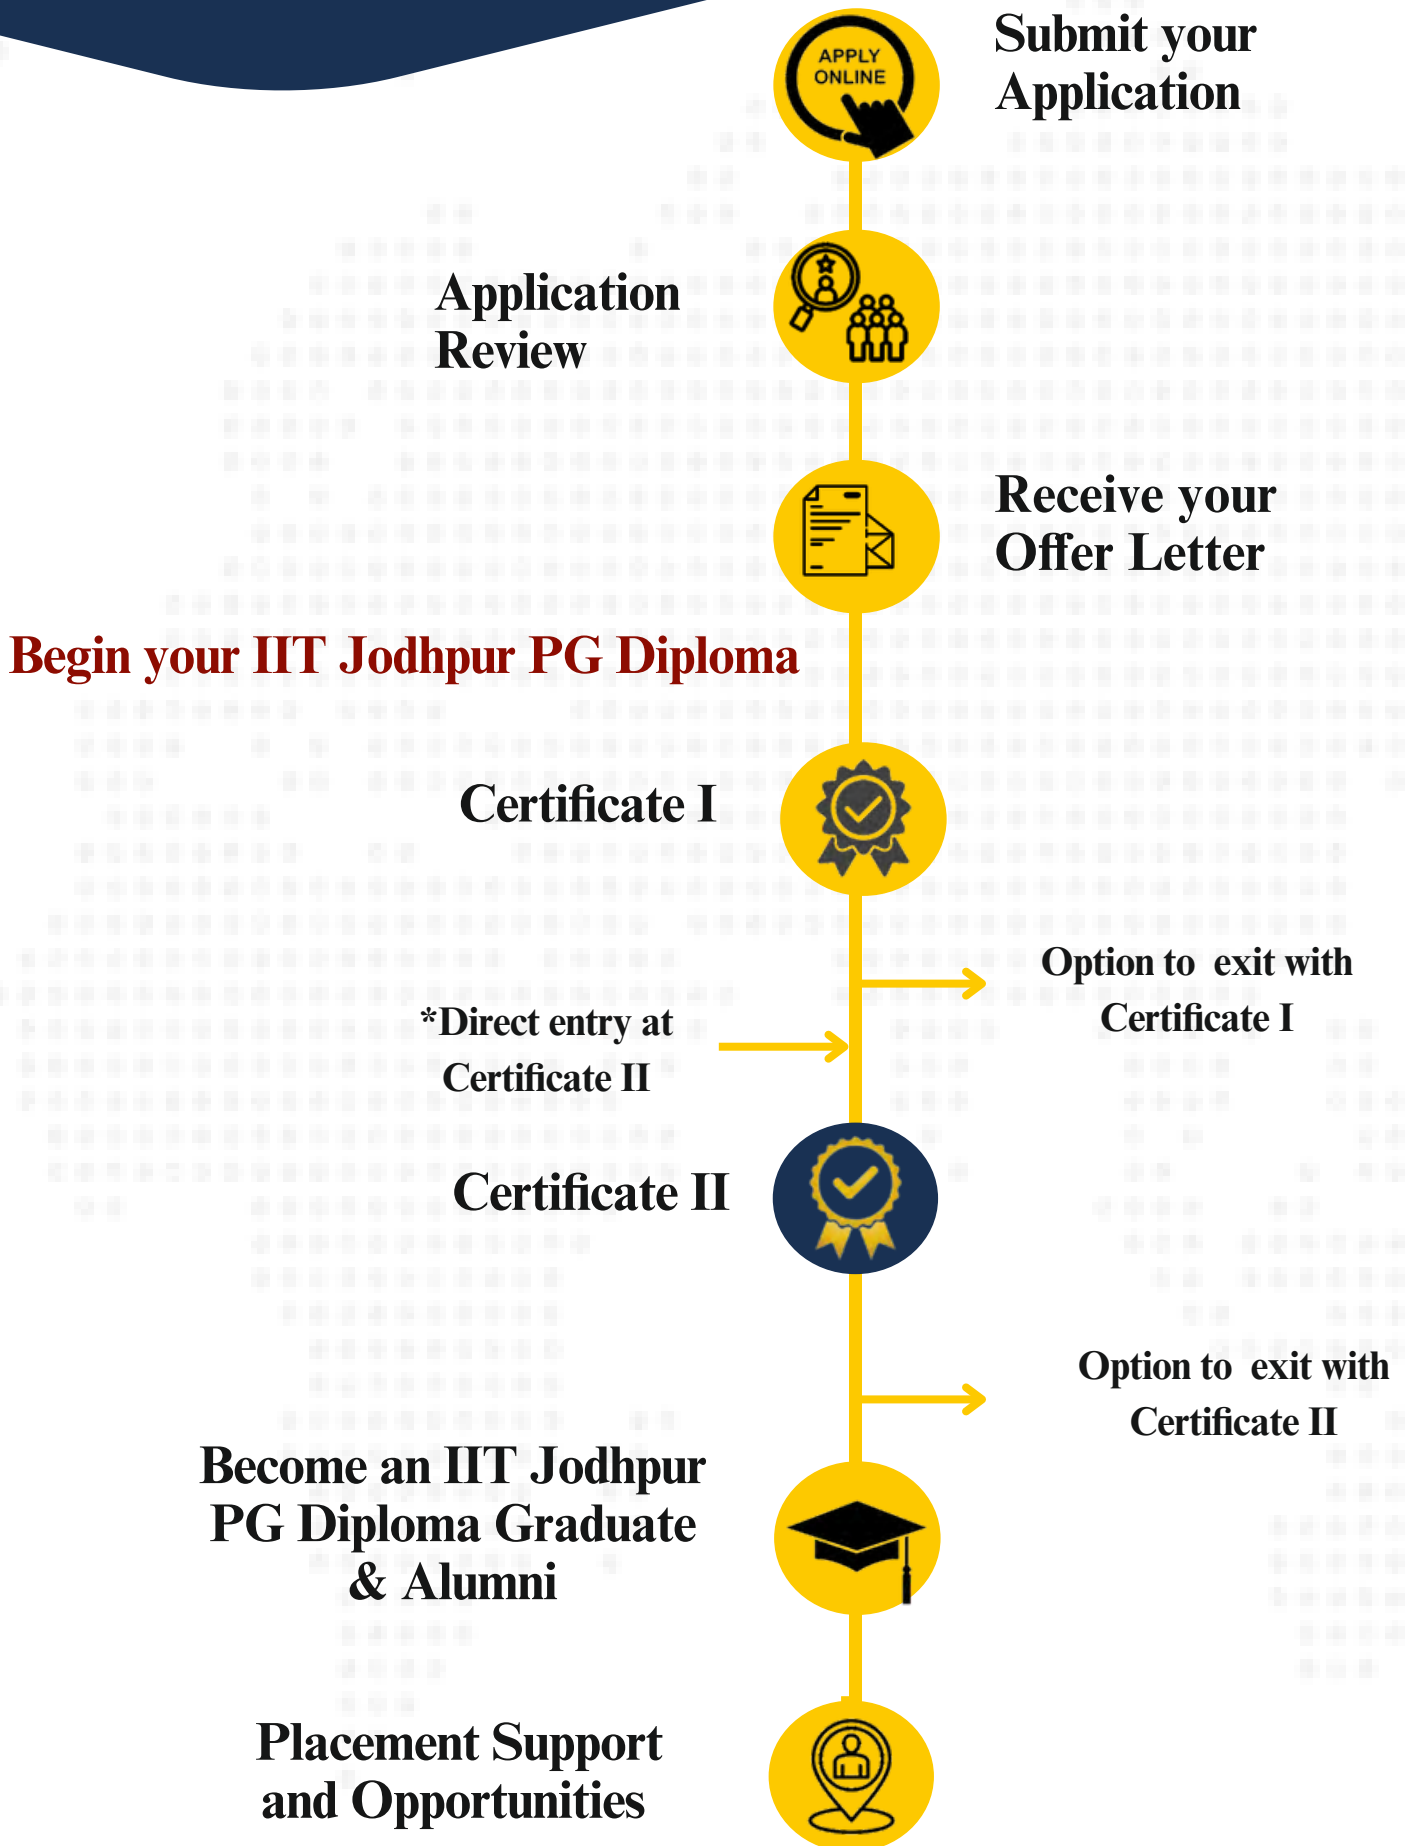 APPLY
ONLINE
Submit your
Application
Application
Review
Receive your
Offer Letter
Begin your IIT Jodhpur PG Diploma
Certificate I
Option to exit with
Certificate I
*Direct entry at
Certificate II
Certificate II
Option to exit with
Certificate II
Become an IIT Jodhpur
PG Diploma Graduate
& Alumni
Placement Support
and Opportunities